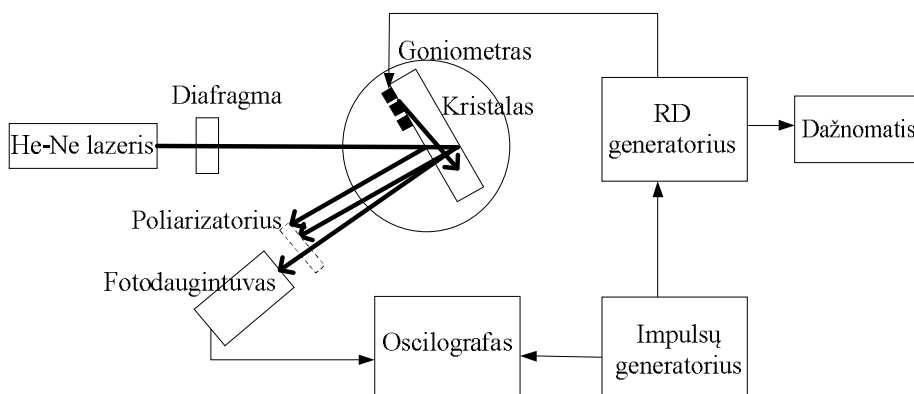 Goniometras
Diafragma
Kristalas
He-Ne lazeris
RD
generatorius
Dažnomatis
Poliarizatorius
Fotodaugintuvas
Oscilografas
Impulsų
generatorius